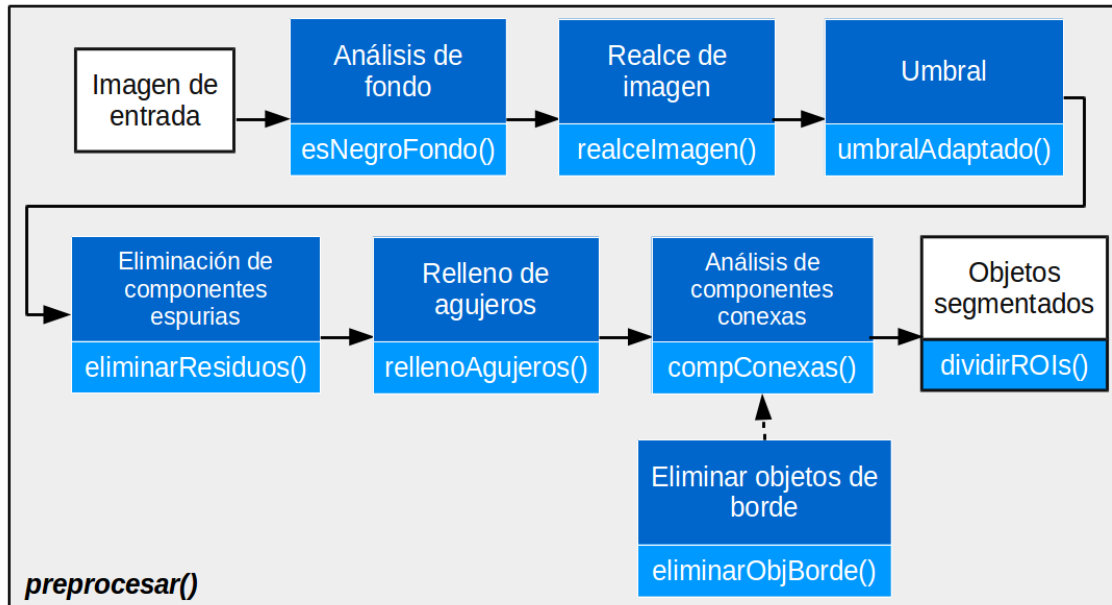 Imagen de
entrada
Análisis de
fondo
esNegroFondo()
Realce de
imagen
realceImagen()
Umbral
umbralAdaptado()
Eliminación de
componentes
espurias
eliminarResiduos()
Relleno de
agujeros
rellenoAgujeros()
Análisis de
componentes
conexas
compConexas()
Objetos
segmentados
dividirROIs()
Eliminar objetos de
borde
eliminarObjBorde()
preprocesar()